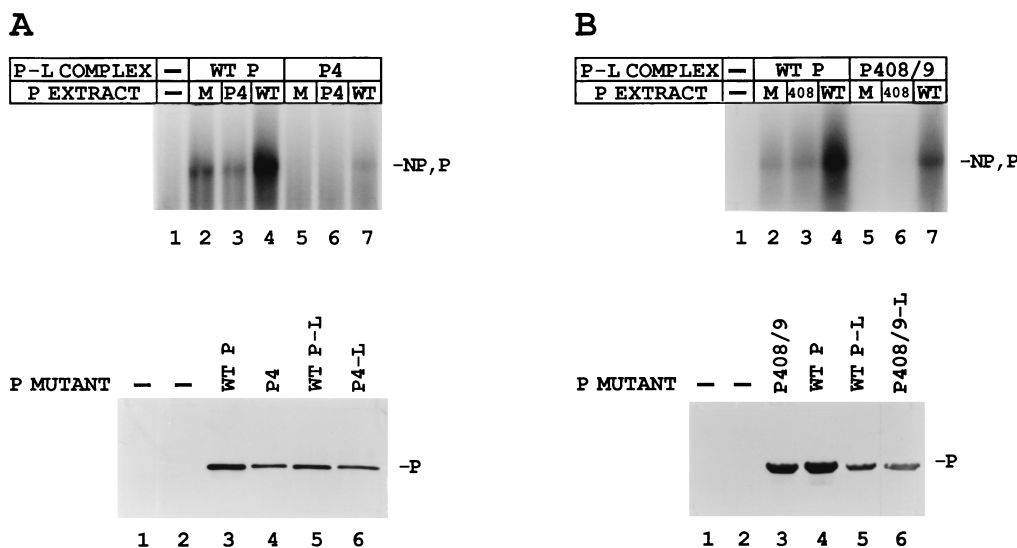 A
P-L COMPLEX — WT P P4
P EXTRACT — M P4 WT M P4 WT
-NP,P
1 2 3 4 5 6 7
P MUTANT — — WT P P4 WT P-L P4-L
-P
1 2 3 4 5 6
B
P-L COMPLEX — WT P P408/9
P EXTRACT — M 408 WT M 408 WT
-NP,P
1 2 3 4 5 6 7
P MUTANT — — P408/9 WT P WT P-L P408/9-L
-P
1 2 3 4 5 6